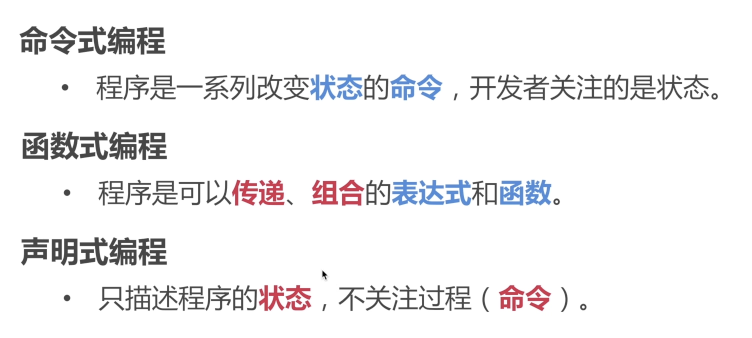 命令式编程
• 程序是一系列改变状态的命令，开发者关注的是状态。
函数式编程
• 程序是可以传递、组合的表达式和函数。
声明式编程
• 只描述程序的状态，不关注过程（命令）。